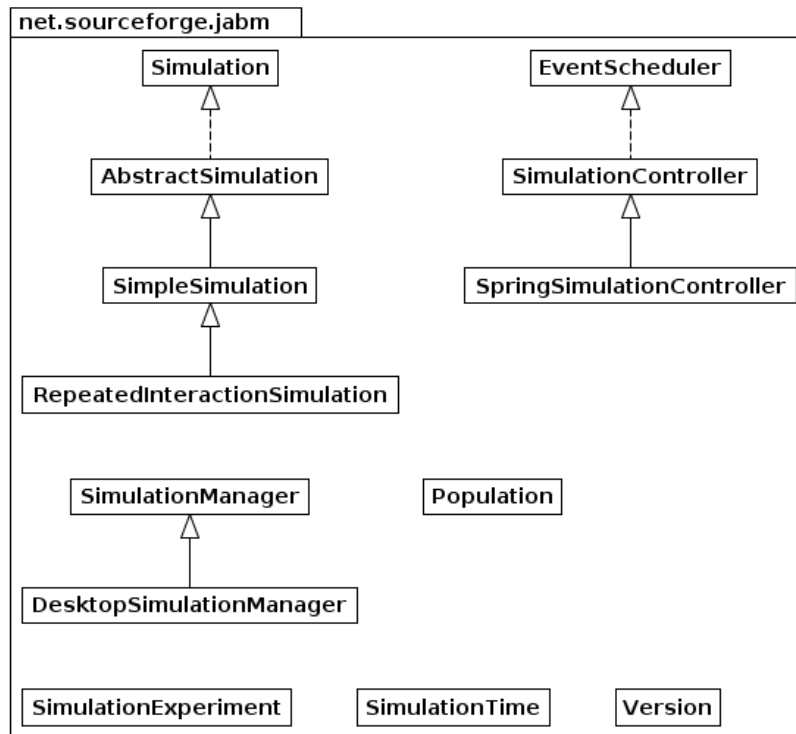 net.sourceforge.jabm
Simulation
EventScheduler
AbstractSimulation
SimulationController
SimpleSimulation
SpringSimulationController
RepeatedInteractionSimulation
SimulationManager
Population
DesktopSimulationManager
SimulationExperiment
SimulationTime
Version